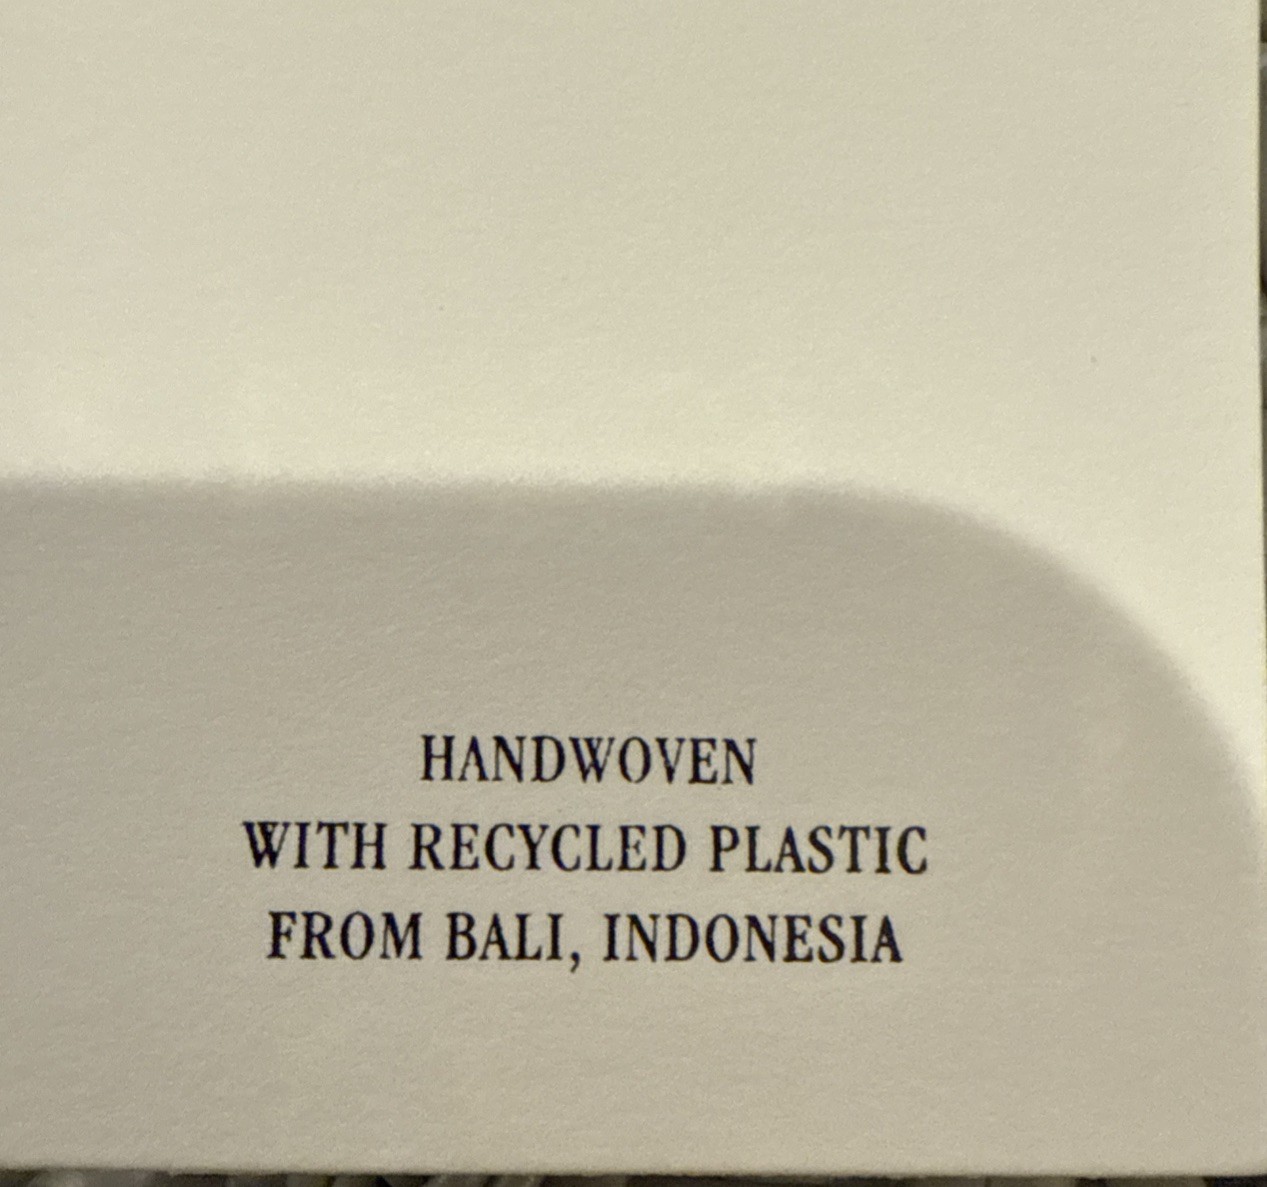 HANDWOVEN
WITH RECYCLED PLASTIC
FROM BALI, INDONESIA